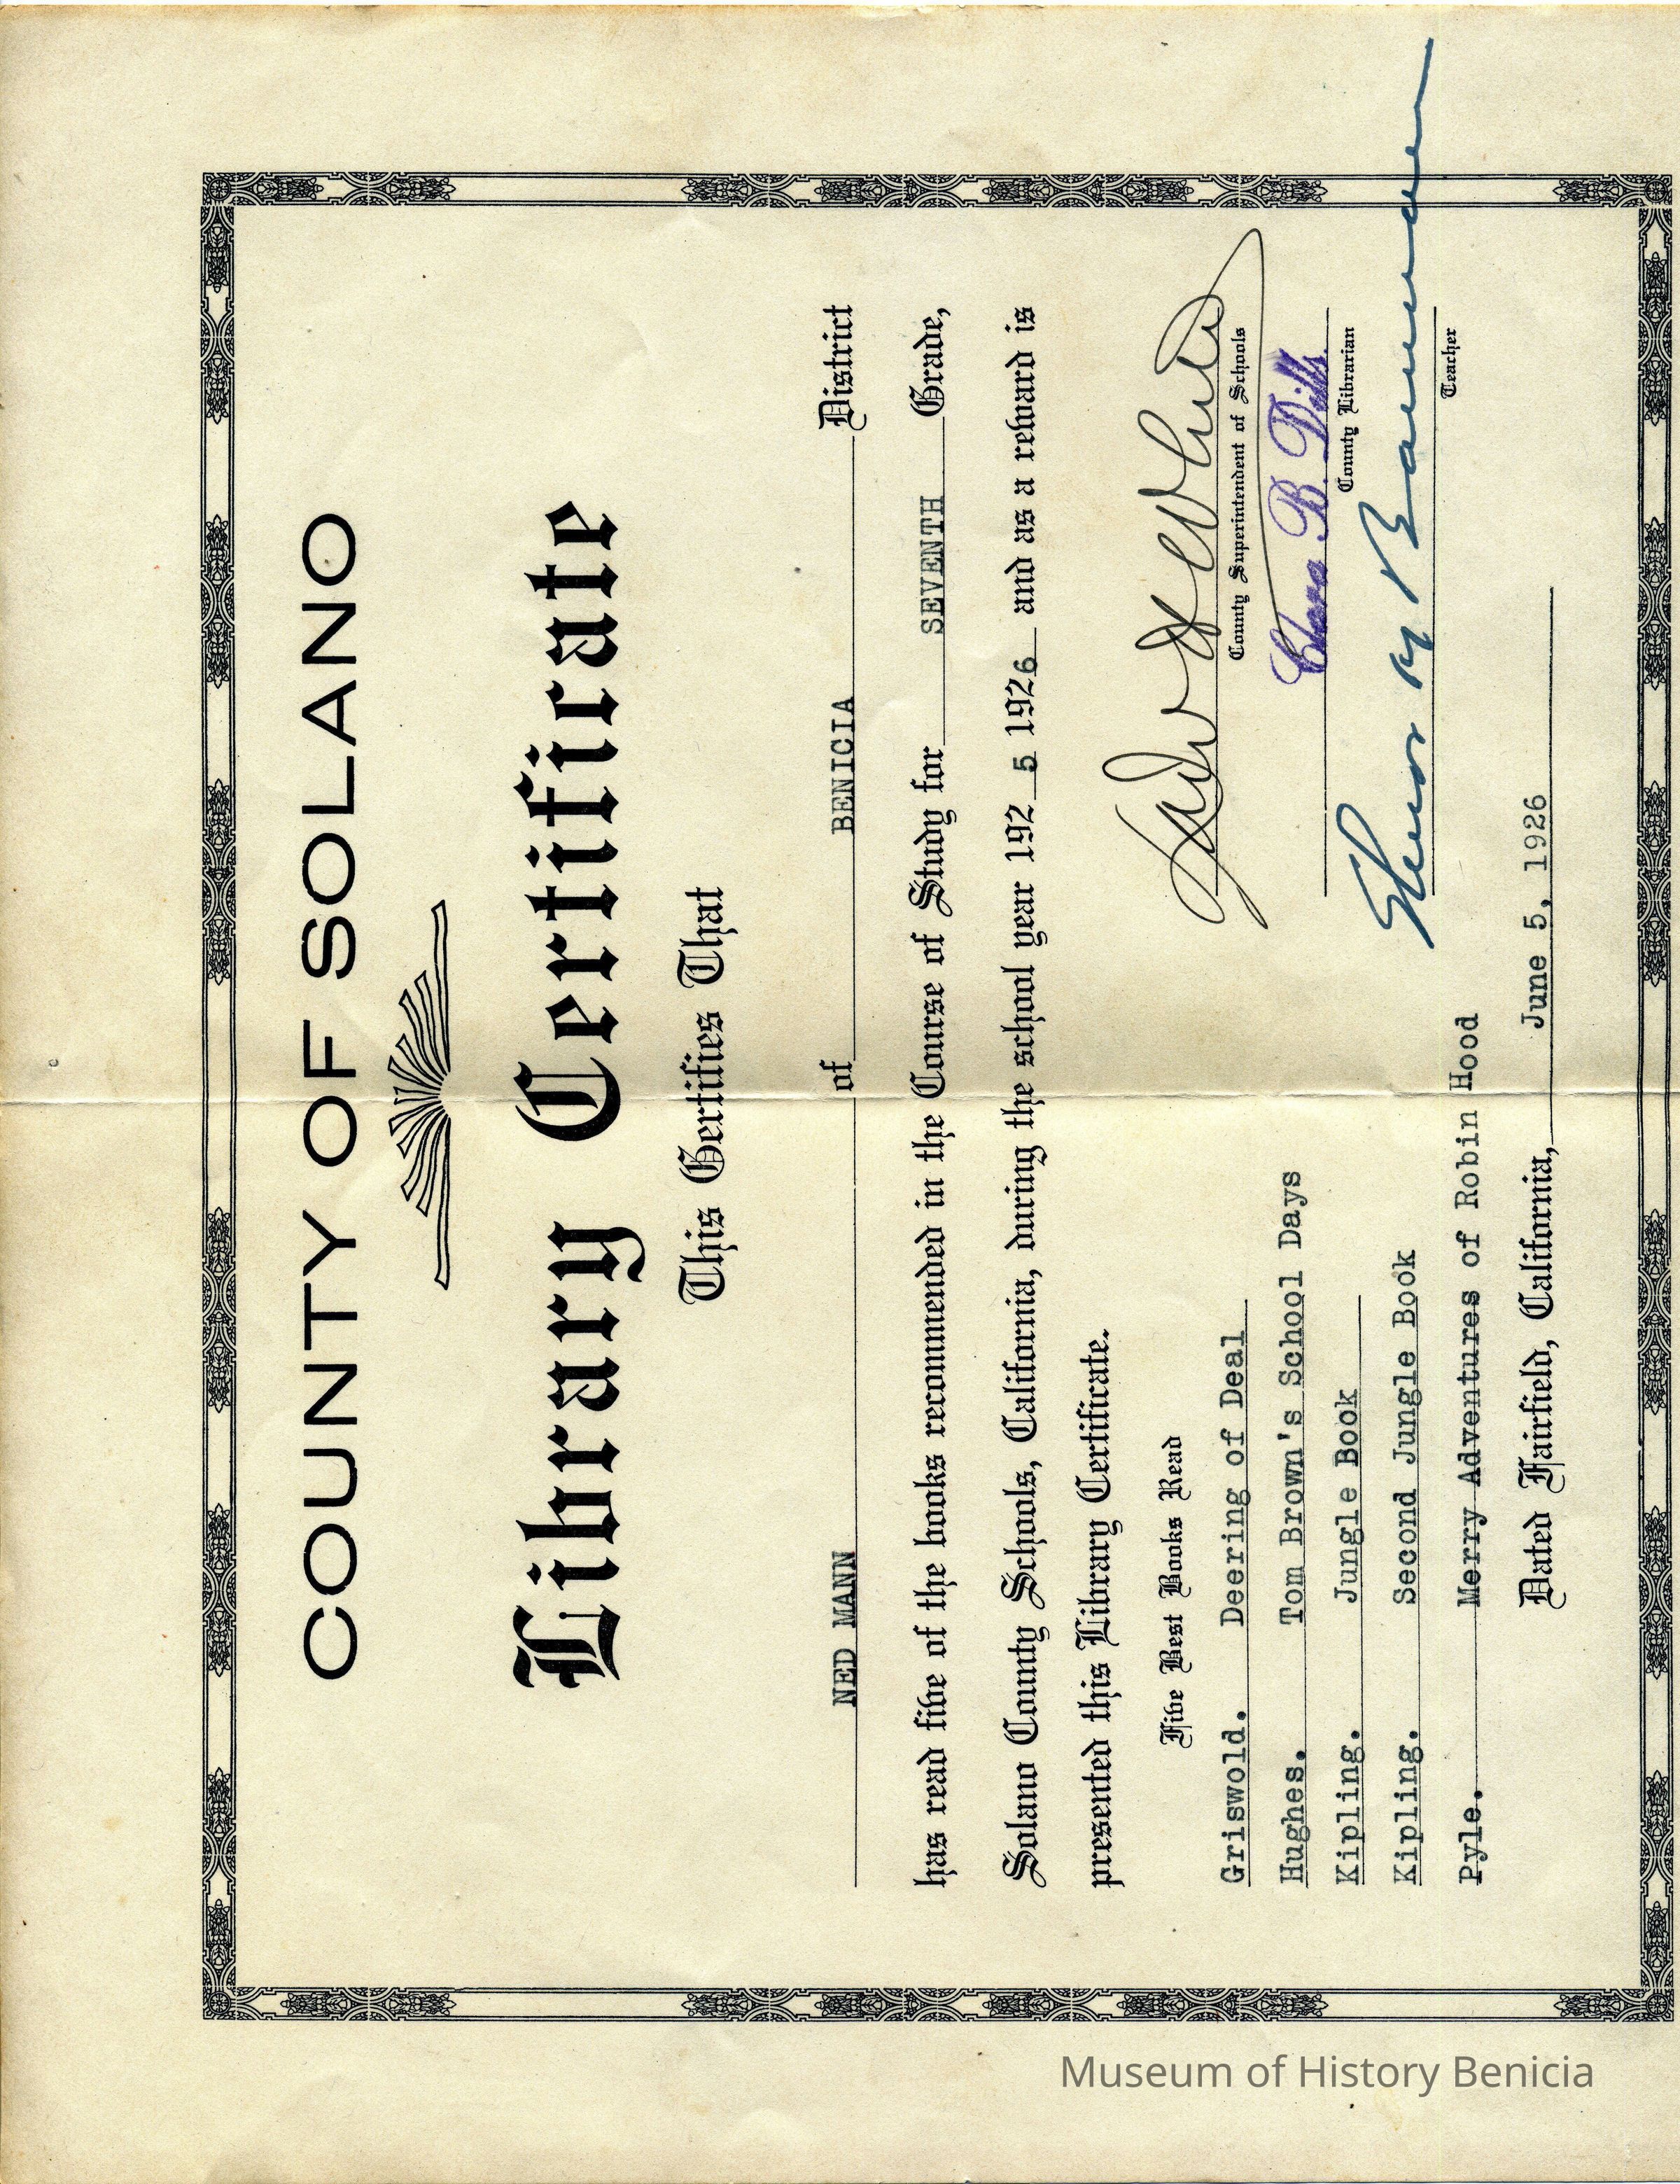 COUNTY OF SOLANO
Library Certificate
This Certifies That
NED MANN of BENICIA District
has read five of the books recommended in the Course of Study for SEVENTH Grade,
Solano County Schools, California, during the school year 192 5 1926 and as a reward is
presented this Library Certificate.
Five Best Books Read
Griswold. Deering of Deal
Hughes. Tom Brown's School Days
Kipling. Jungle Book
Kipling. Second Jungle Book
Pyle. Merry Adventures of Robin Hood
County Superintendent of Schools
Clara B. Dills.
County Librarian
Teacher
Dated Fairfield, California, June 5, 1926
Museum of History Benicia